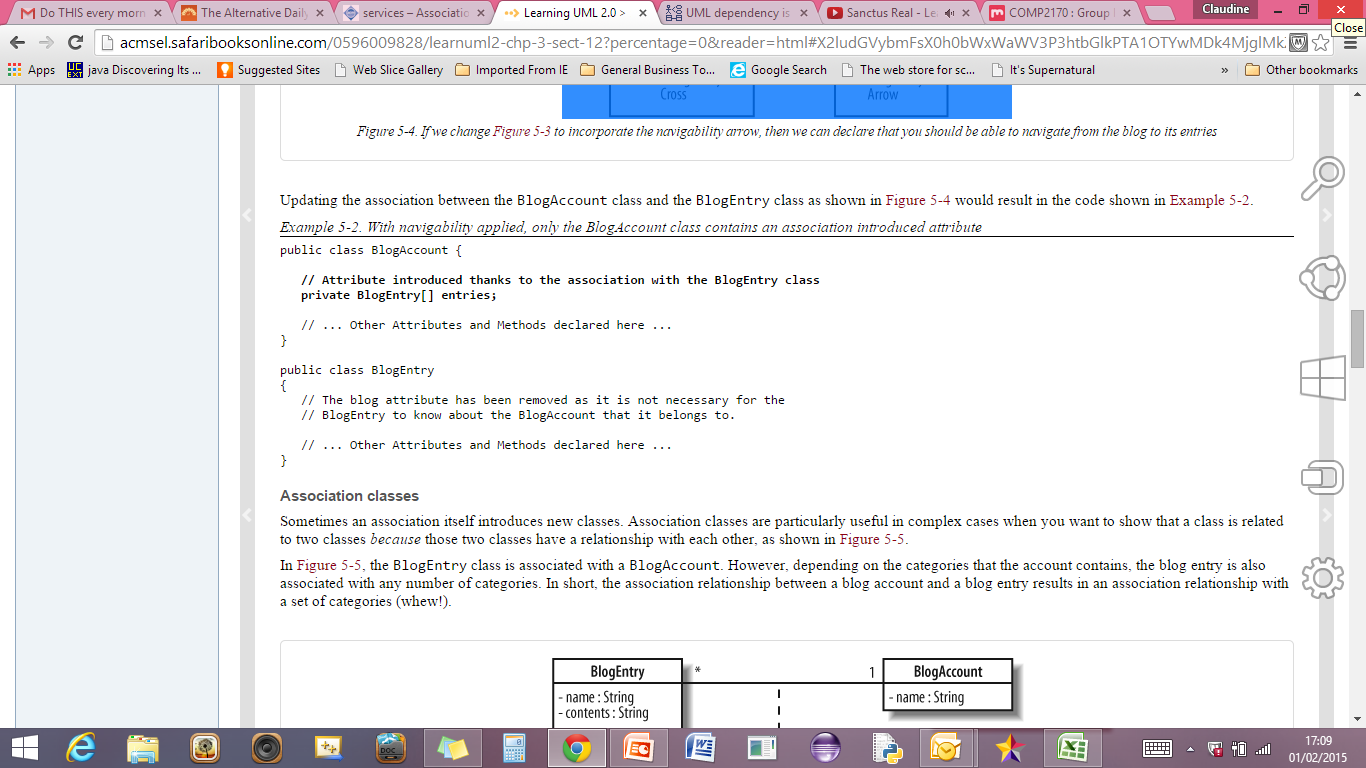 Do THIS every morn
The Alternative Daily
services – Associatio
Learning UML 2.0 >
UML dependency is
Sanctus Real - Le
COMP2170 : Group
Claudine
Close
acmsel.safaribooksonline.com/0596009828/learnuml2-chp-3-sect-12?percentage=0&reader=html#X2ludGVybmFsX0h0bWxWaWV3P3htbGlkPTA1OTYwMDk4MjglMk
Apps
java Discovering Its ...
Suggested Sites
Web Slice Gallery
Imported From IE
General Business To...
Google Search
The web store for sc...
It's Supernatural
»
Other bookmarks
Cross
Arrow
Figure 5-4. If we change Figure 5-3 to incorporate the navigability arrow, then we can declare that you should be able to navigate from the blog to its entries
Updating the association between the BlogAccount class and the BlogEntry class as shown in Figure 5-4 would result in the code shown in Example 5-2.
Example 5-2. With navigability applied, only the BlogAccount class contains an association introduced attribute
public class BlogAccount {
// Attribute introduced thanks to the association with the BlogEntry class
private BlogEntry[] entries;
// ... Other Attributes and Methods declared here ...
}
public class BlogEntry
{
// The blog attribute has been removed as it is not necessary for the
// BlogEntry to know about the BlogAccount that it belongs to.
// ... Other Attributes and Methods declared here ...
}
Association classes
Sometimes an association itself introduces new classes. Association classes are particularly useful in complex cases when you want to show that a class is related
to two classes because those two classes have a relationship with each other, as shown in Figure 5-5.
In Figure 5-5, the BlogEntry class is associated with a BlogAccount. However, depending on the categories that the account contains, the blog entry is also
associated with any number of categories. In short, the association relationship between a blog account and a blog entry results in an association relationship with
a set of categories (whew!).
BlogEntry
*
1
BlogAccount
- name : String
- name : String
- contents : String
17:09
01/02/2015